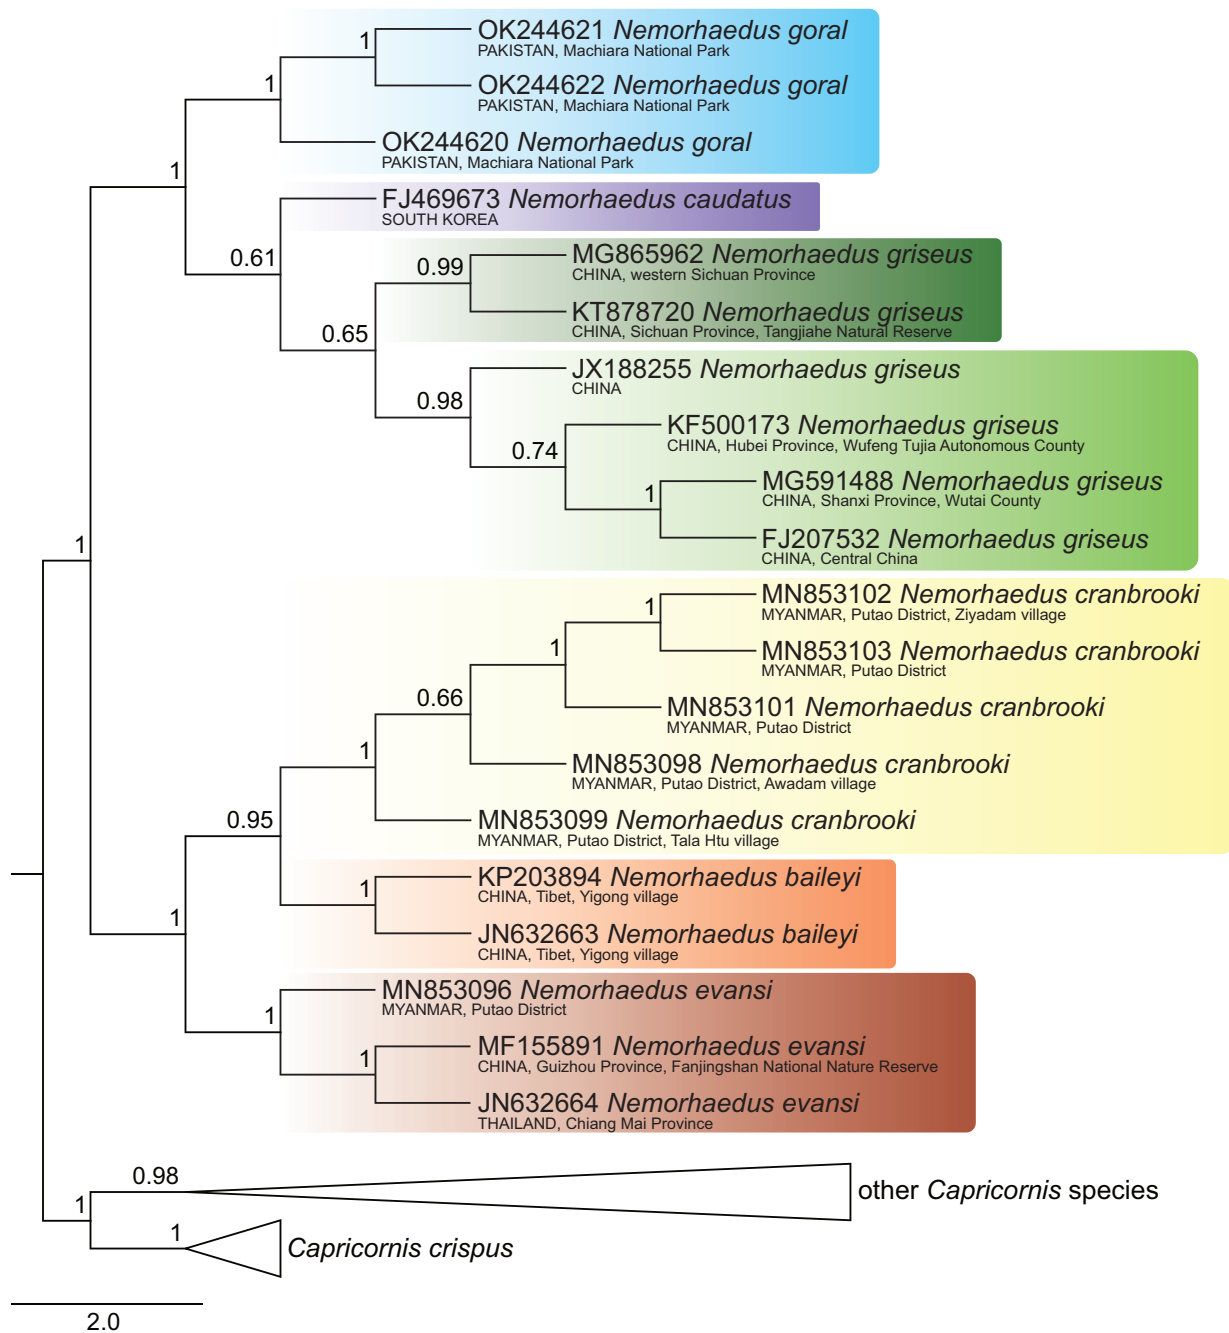 OK244621 Nemorhaedus goral
PAKISTAN, Machiara National Park
1
OK244622 Nemorhaedus goral
PAKISTAN, Machiara National Park
1
OK244620 Nemorhaedus goral
PAKISTAN, Machiara National Park
1
FJ469673 Nemorhaedus caudatus
SOUTH KOREA
0.61
MG865962 Nemorhaedus griseus
CHINA, western Sichuan Province
0.99
KT878720 Nemorhaedus griseus
CHINA, Sichuan Province, Tangjiahe Natural Reserve
0.65
JX188255 Nemorhaedus griseus
CHINA
0.98
KF500173 Nemorhaedus griseus
CHINA, Hubei Province, Wufeng Tujia Autonomous County
0.74
MG591488 Nemorhaedus griseus
CHINA, Shanxi Province, Wutai County
1
FJ207532 Nemorhaedus griseus
CHINA, Central China
1
MN853102 Nemorhaedus cranbrooki
MYANMAR, Putao District, Ziyadam village
1
MN853103 Nemorhaedus cranbrooki
MYANMAR, Putao District
1
MN853101 Nemorhaedus cranbrooki
MYANMAR, Putao District
0.66
MN853098 Nemorhaedus cranbrooki
MYANMAR, Putao District, Awadam village
1
MN853099 Nemorhaedus cranbrooki
MYANMAR, Putao District, Tala Htu village
0.95
KP203894 Nemorhaedus baileyi
CHINA, Tibet, Yigong village
1
JN632663 Nemorhaedus baileyi
CHINA, Tibet, Yigong village
1
MN853096 Nemorhaedus evansi
MYANMAR, Putao District
1
MF155891 Nemorhaedus evansi
CHINA, Guizhou Province, Fanjingshan National Nature Reserve
1
JN632664 Nemorhaedus evansi
THAILAND, Chiang Mai Province
0.98
other Capricornis species
1
1
Capricornis crispus
2.0